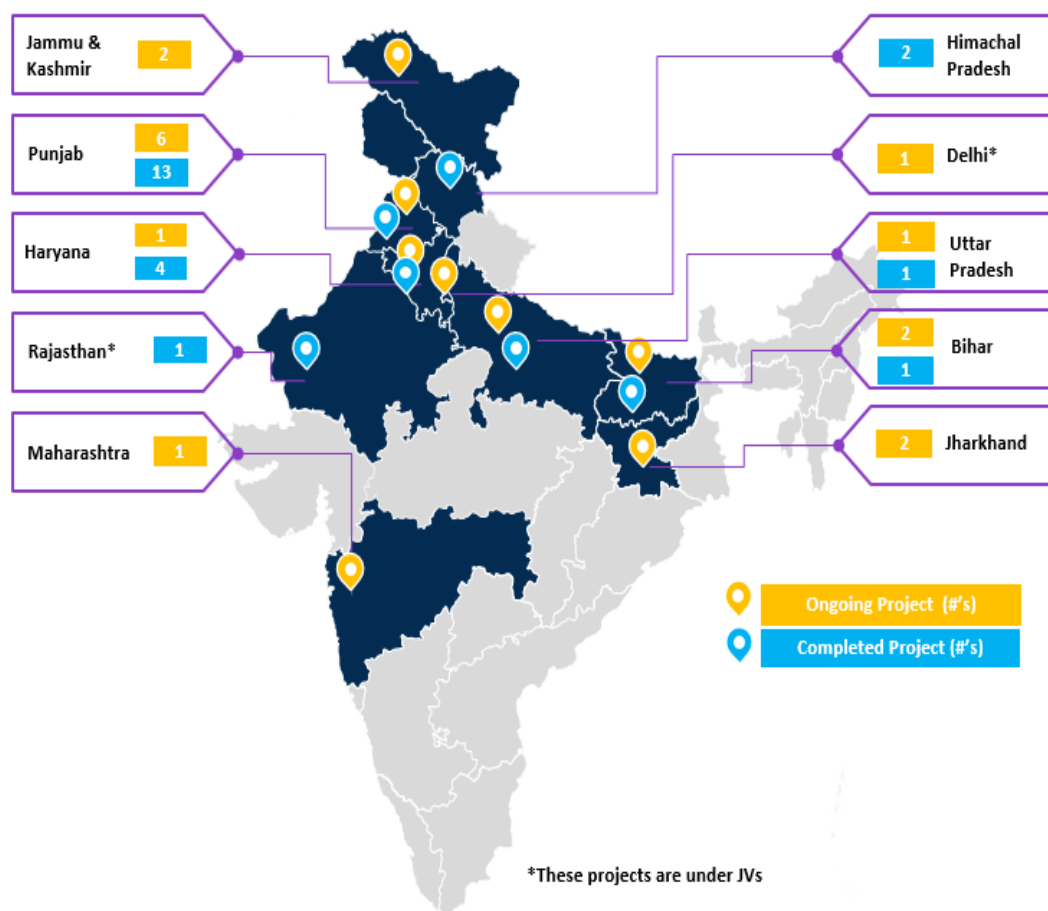 Jammu &
Kashmir
2
Punjab
6
13
Haryana
1
4
Rajasthan*
1
Maharashtra
1
2
Himachal
Pradesh
1
Delhi*
1
1
Uttar
Pradesh
2
1
Bihar
2
Jharkhand
Ongoing Project (#'s)
Completed Project (#'s)
*These projects are under JVs